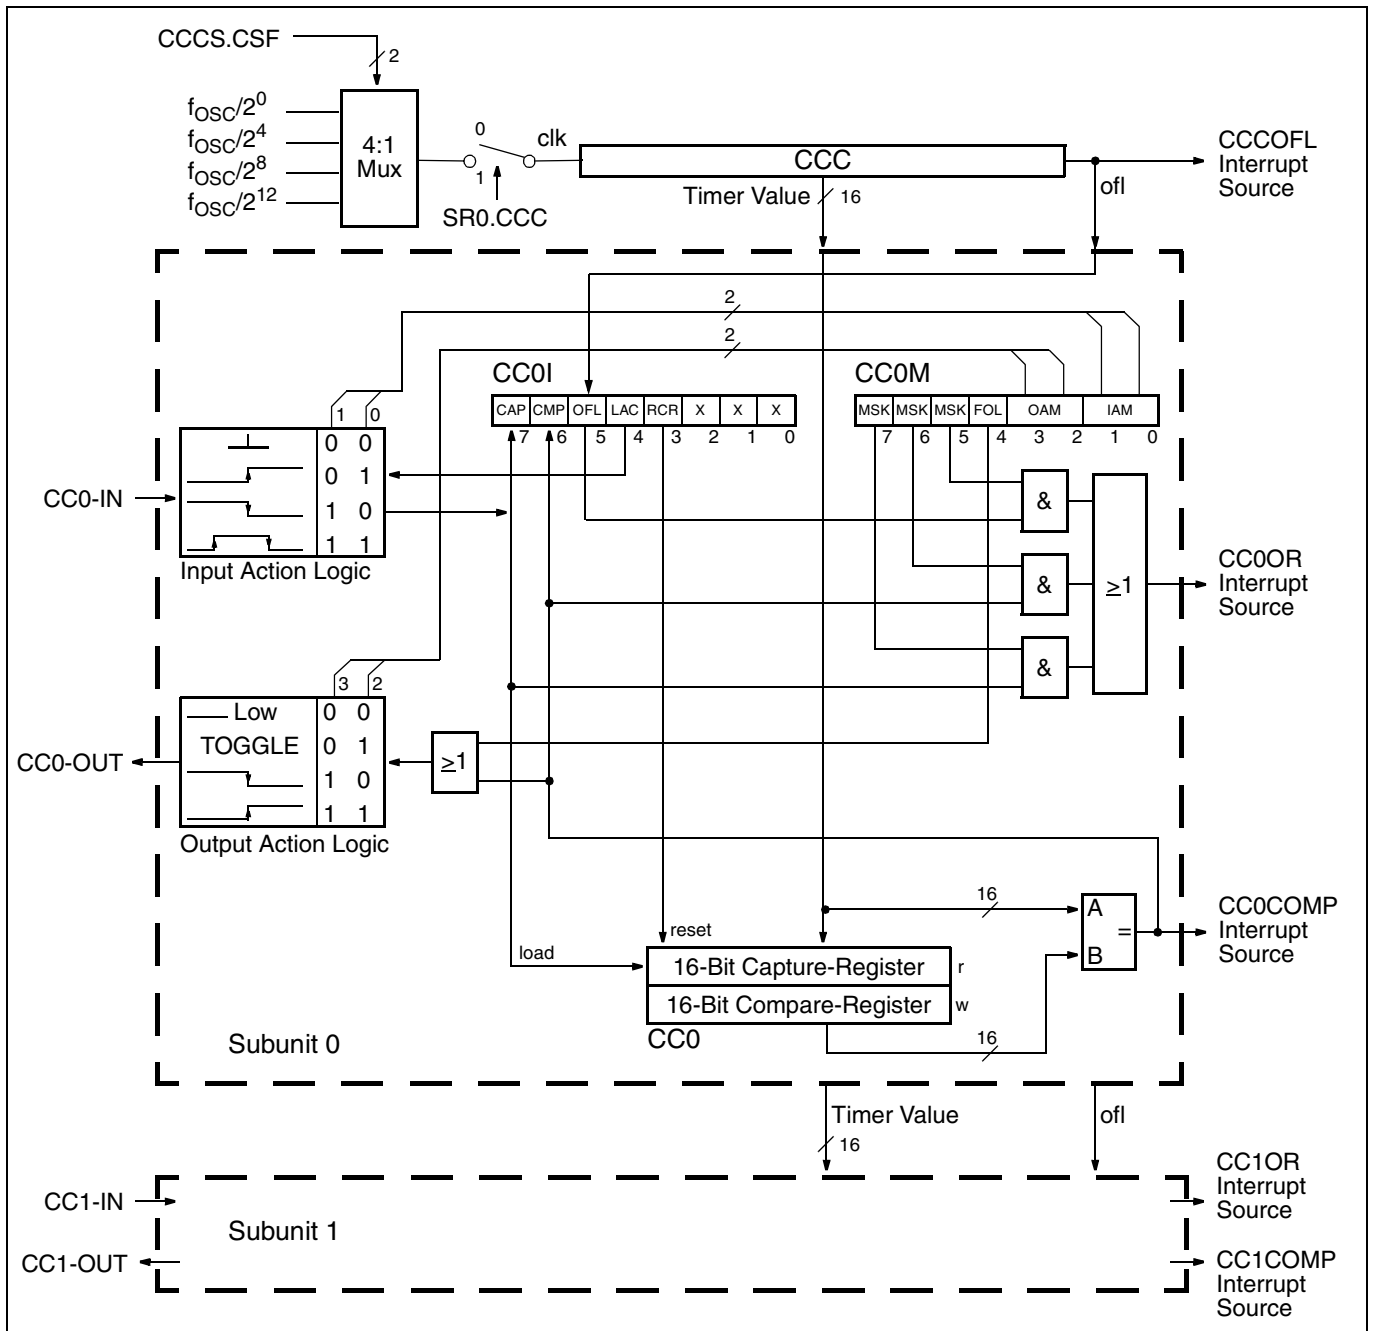 CCCS.CSF
2
fOSC/2^0
fOSC/2^4
fOSC/2^8
fOSC/2^12
4:1
Mux
0
1
SR0.CCC
clk
CCC
Timer Value
16
ofl
CCCOFL
Interrupt
Source
2
2
CC0I
CAP CMP OFL LAC RCR X X X
7 6 5 4 3 2 1 0
CC0M
MSK MSK MSK FOL OAM IAM
7 6 5 4 3 2 1 0
CC0-IN
1 0
0 0
0 1
1 0
1 1
Input Action Logic
&
&
&
≥1
CC0OR
Interrupt
Source
CC0-OUT
3 2
Low 0 0
TOGGLE 0 1
1 0
1 1
Output Action Logic
≥1
load
reset
16-Bit Capture-Register r
16-Bit Compare-Register w
CC0
16
16
A
B
=
CC0COMP
Interrupt
Source
Subunit 0
Timer Value
16
ofl
CC1-IN
CC1-OUT
Subunit 1
CC1OR
Interrupt
Source
CC1COMP
Interrupt
Source